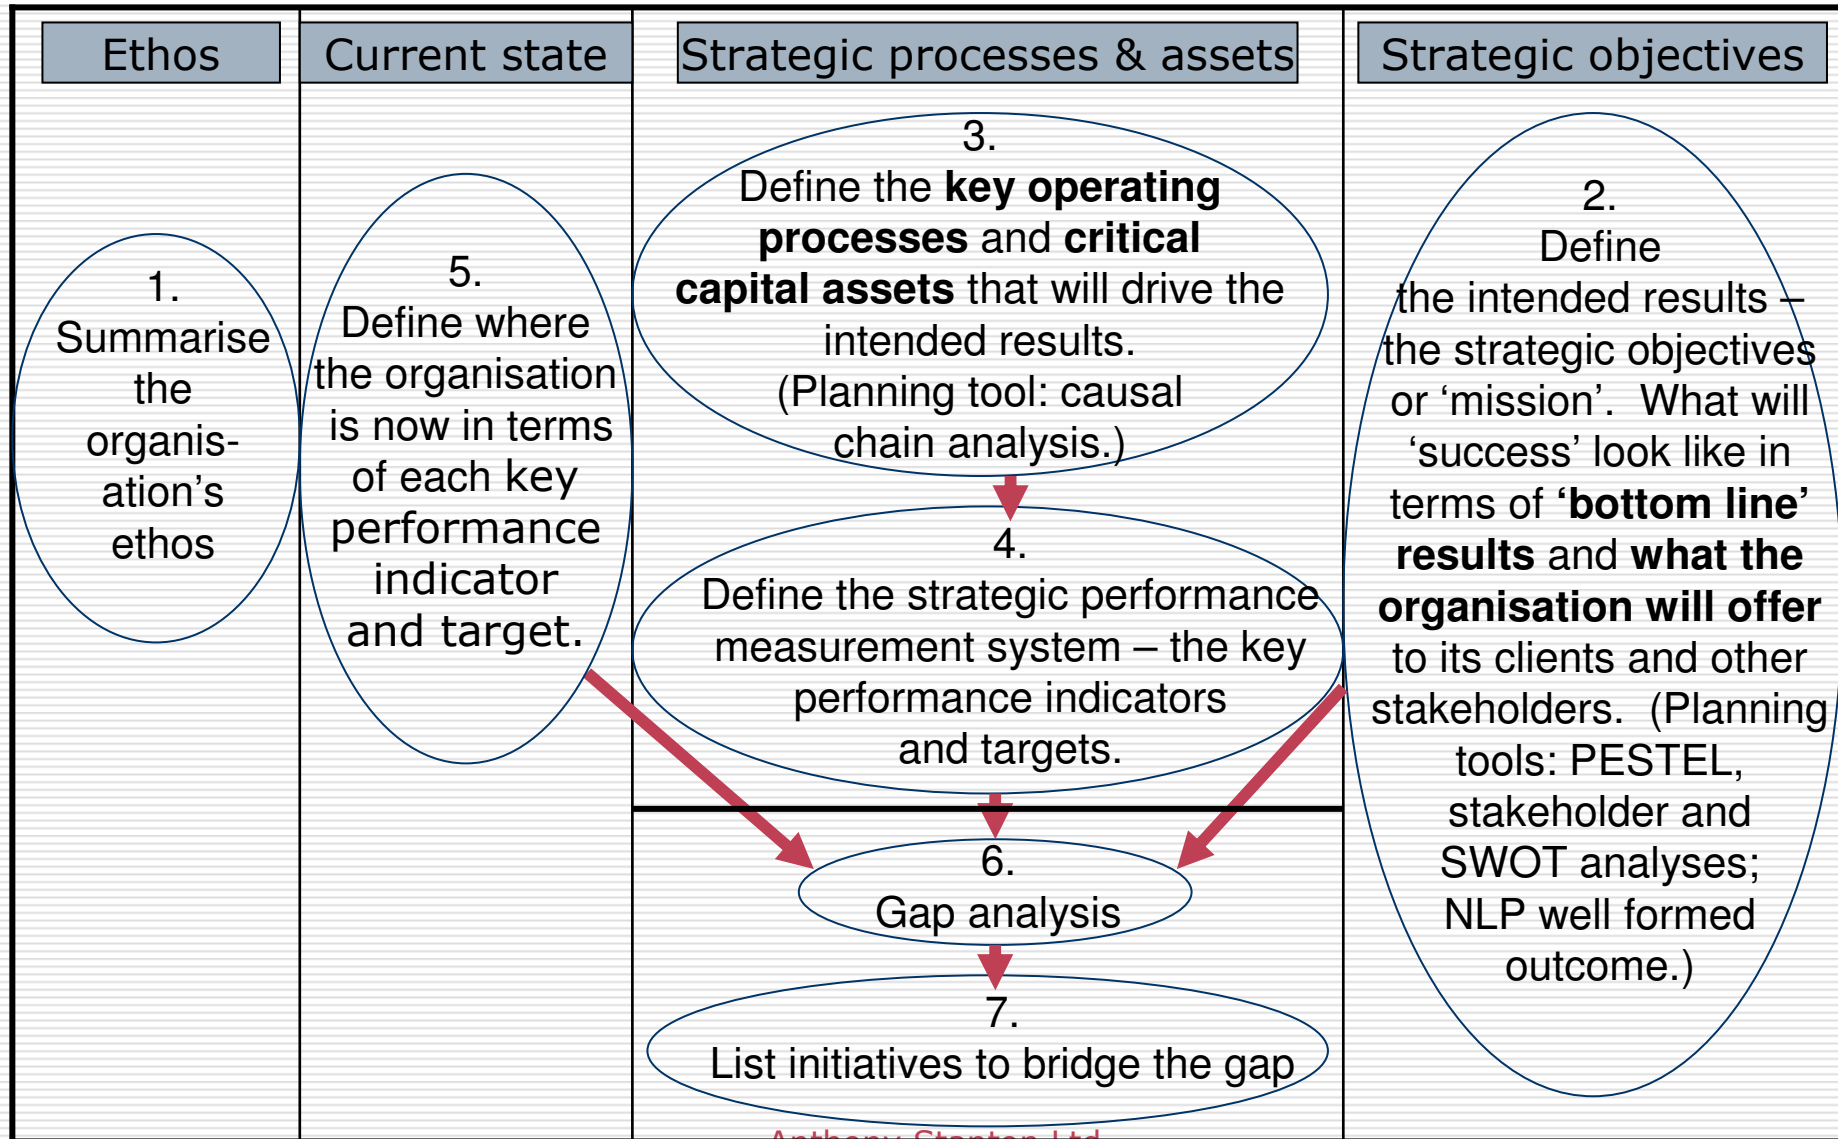 Ethos
Current state
Strategic processes & assets
Strategic objectives
1.
Summarise
the
organis-
ation’s
ethos
5.
Define where
the organisation
is now in terms
of each key
performance
indicator
and target.
3.
Define the key operating
processes and critical
capital assets that will drive the
intended results.
(Planning tool: causal
chain analysis.)
4.
Define the strategic performance
measurement system – the key
performance indicators
and targets.
6.
Gap analysis
7.
List initiatives to bridge the gap
2.
Define
the intended results –
the strategic objectives
or ‘mission’. What will
‘success’ look like in
terms of ‘bottom line’
results and what the
organisation will offer
to its clients and other
stakeholders. (Planning
tools: PESTEL,
stakeholder and
SWOT analyses;
NLP well formed
outcome.)
Anthony Stanton Ltd